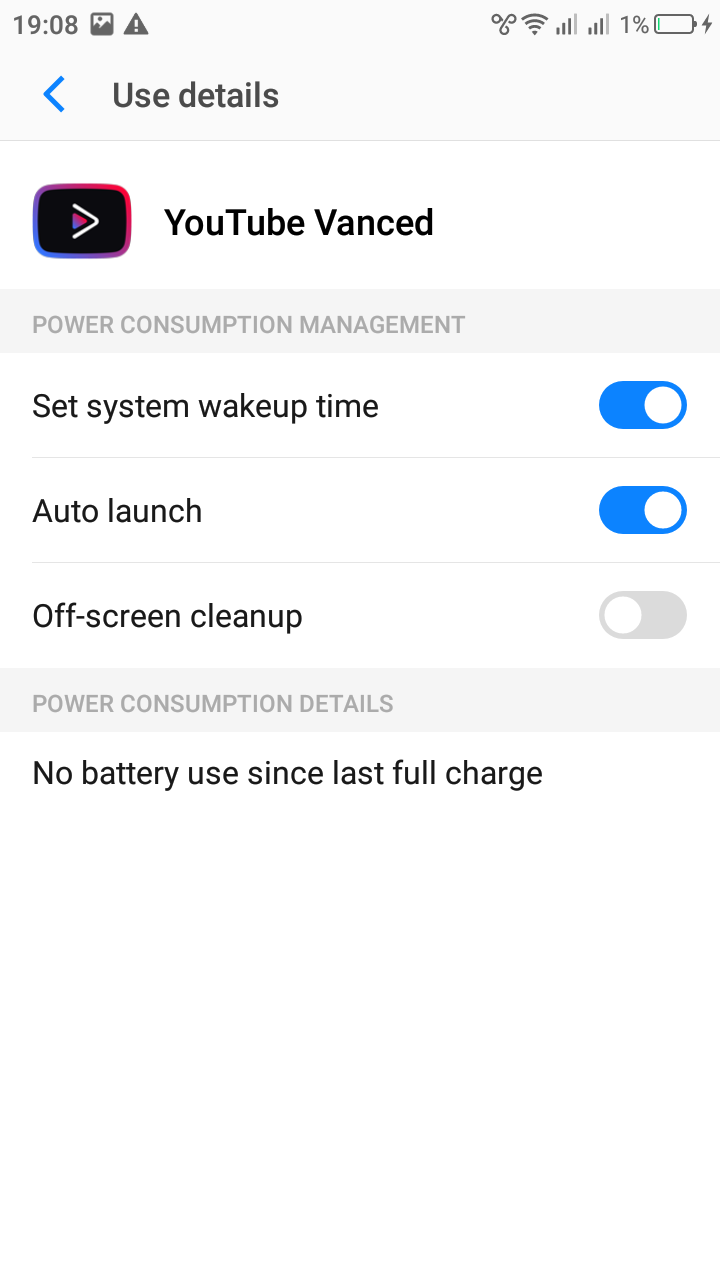 19:08 1%
Use details
YouTube Vanced
POWER CONSUMPTION MANAGEMENT
Set system wakeup time
Auto launch
Off-screen cleanup
POWER CONSUMPTION DETAILS
No battery use since last full charge